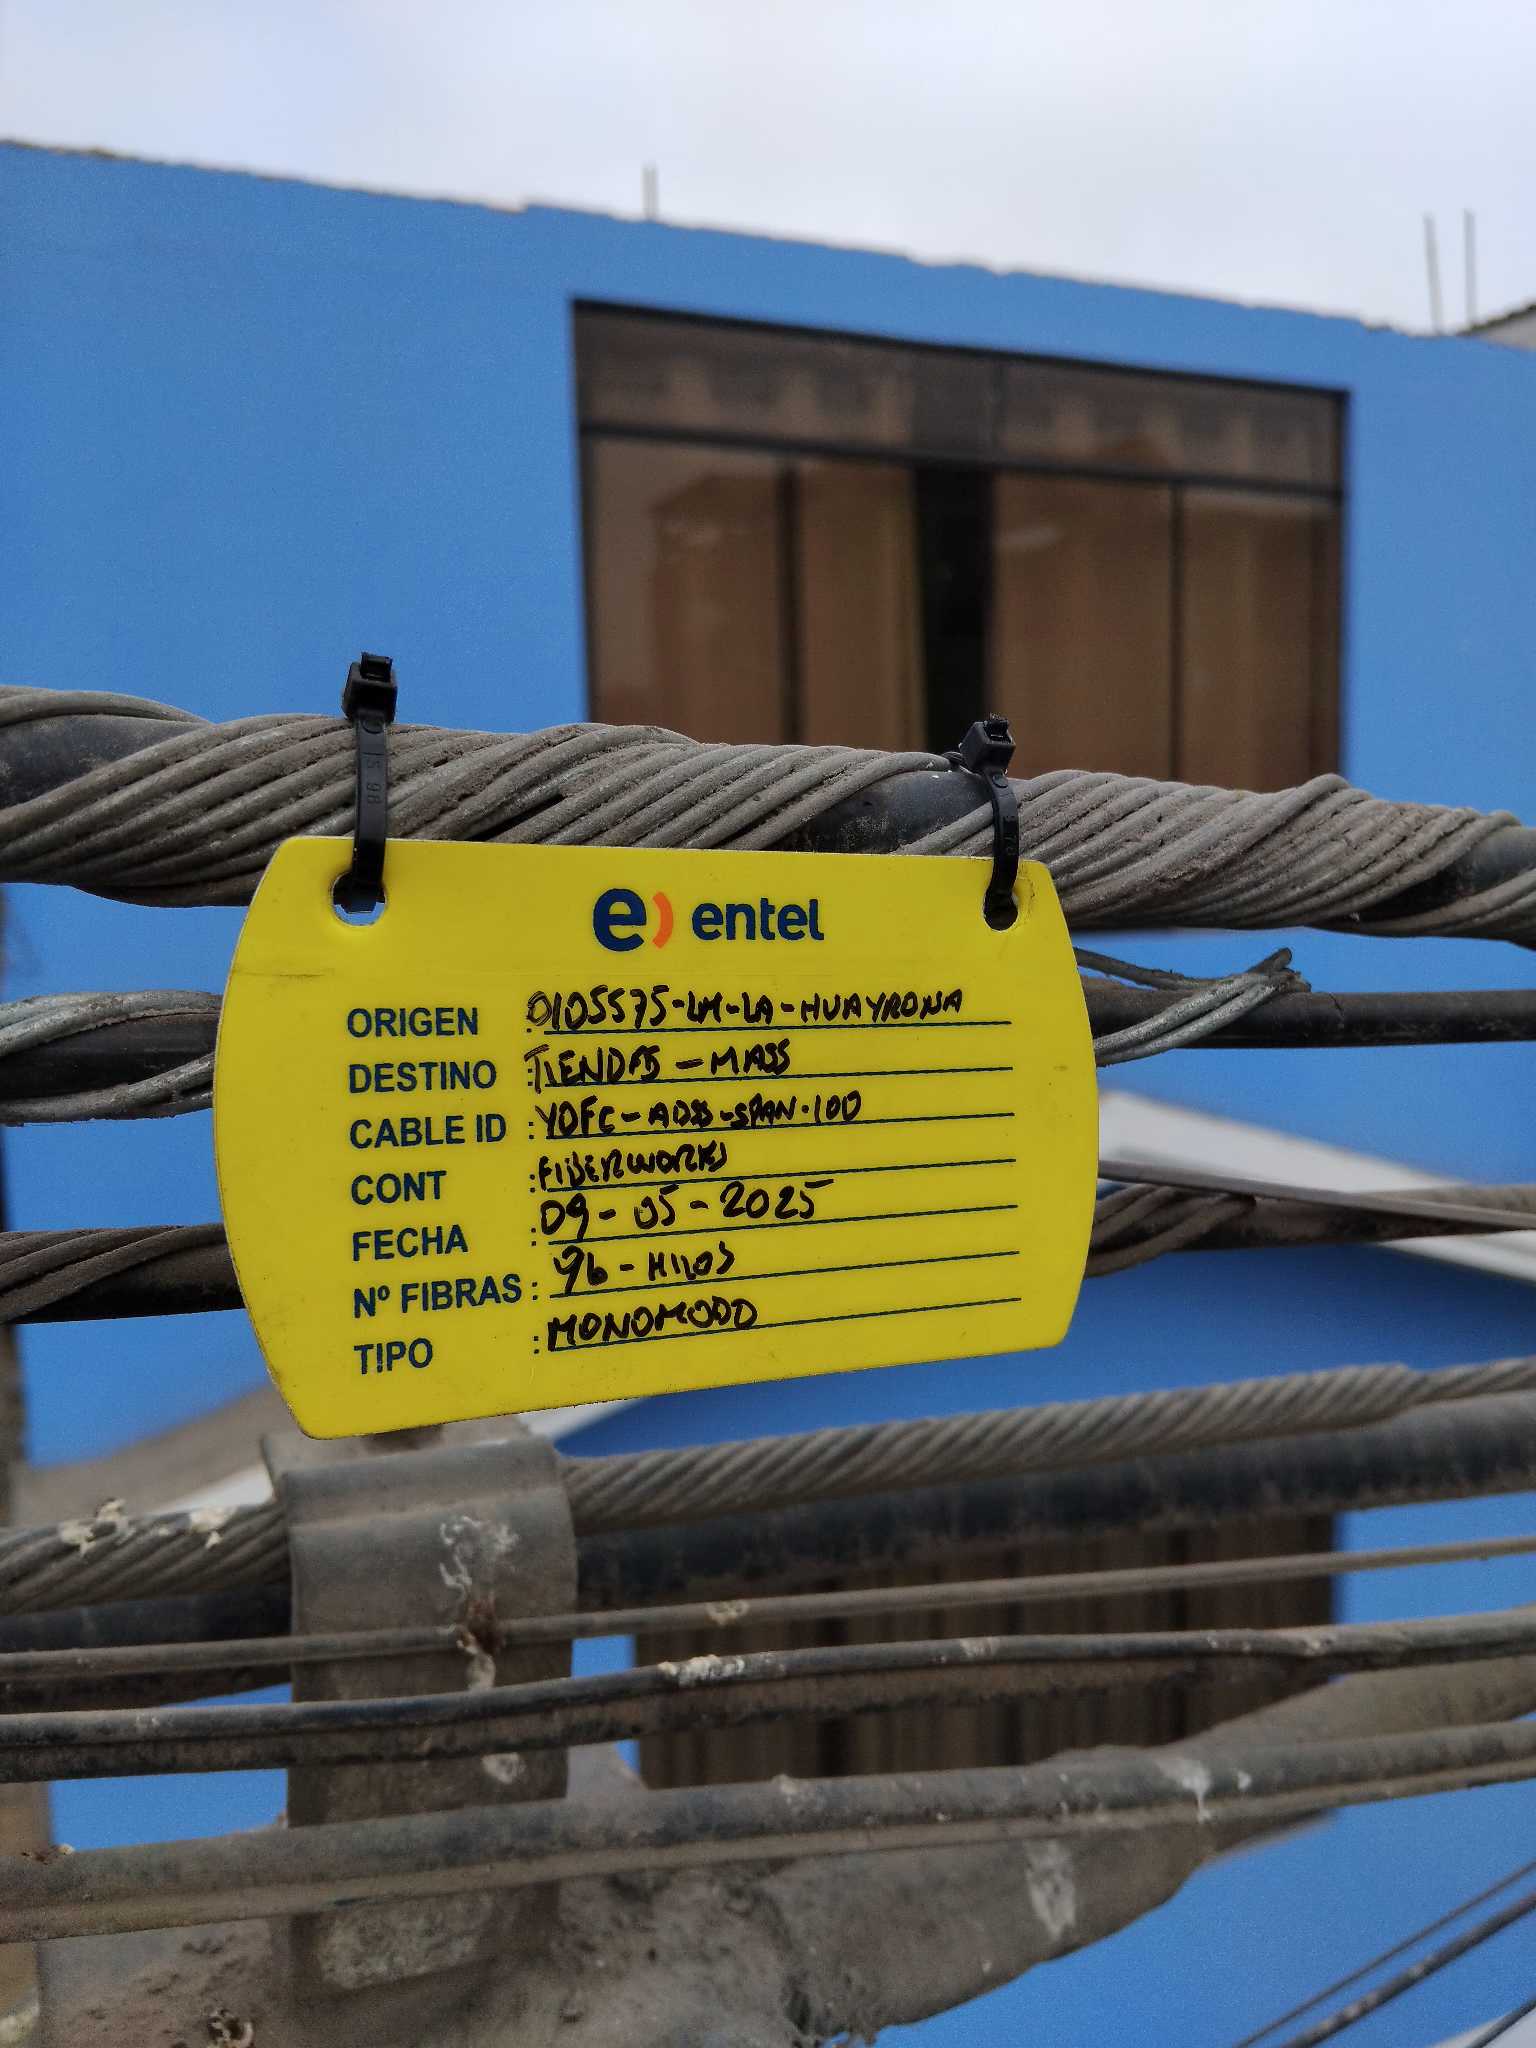 e) entel
ORIGEN : 0105575-LM-LA-HUAYRONA
DESTINO : TIENDAS - MASS
CABLE ID : YOFC-ADSS-SPAN-100
CONT : FIBERWORKS
FECHA : 09-05-2025
Nº FIBRAS : 96-HILOS
TIPO : MONOMODO